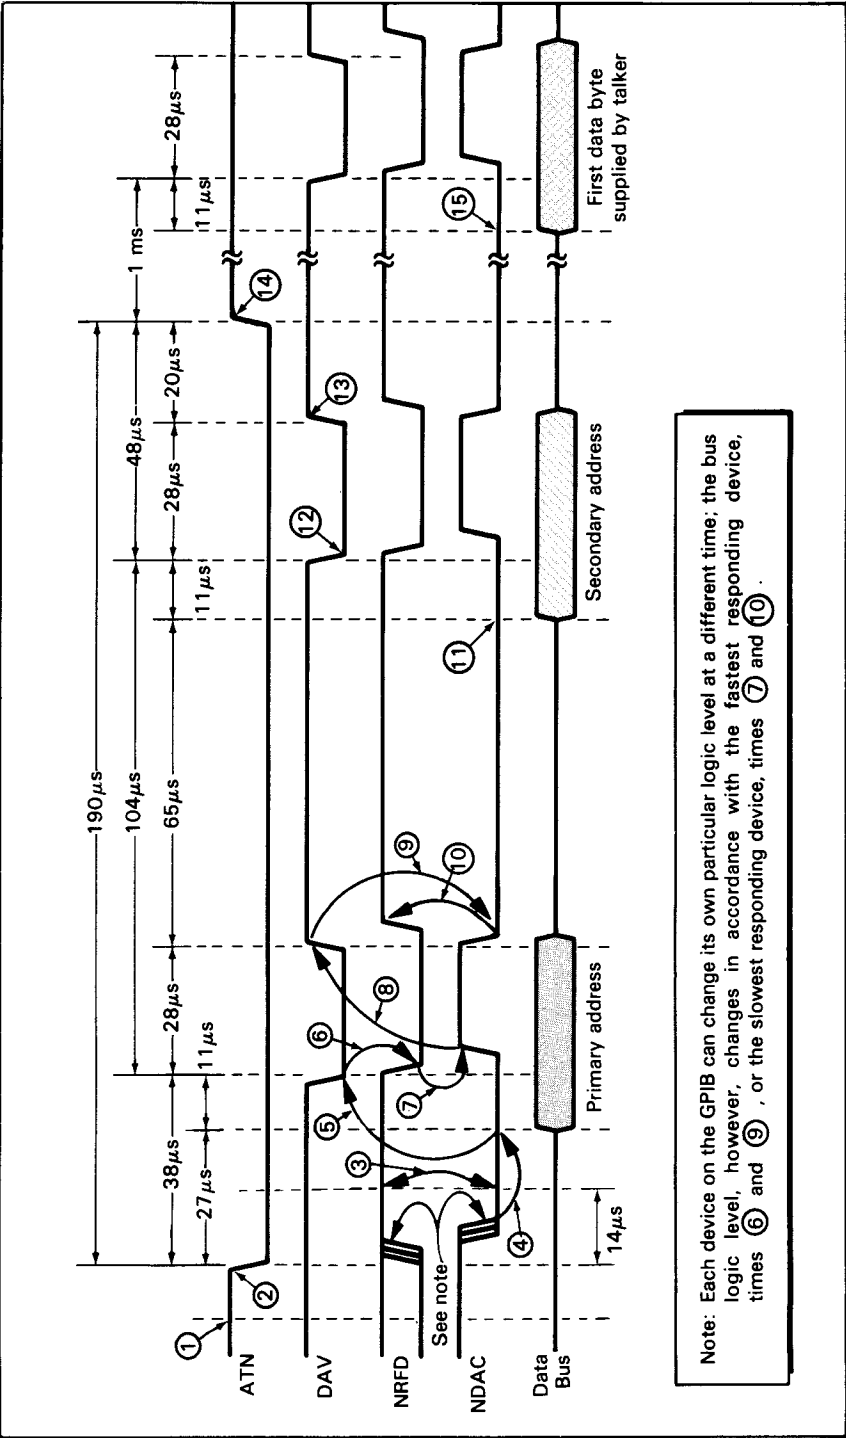 190μs
104μs
48μs
1 ms
38μs
28μs
65μs
28μs
20μs
28μs
27μs
11μs
11μs
11μs
1
2
14
ATN
DAV
5
6
8
12
13
NRFD
3
7
9
10
See note
NDAC
4
11
15
14μs
Data
Bus
Primary address
Secondary address
First data byte
supplied by talker
Note: Each device on the GPIB can change its own particular logic level at a different time; the bus
logic level, however, changes in accordance with the fastest responding device,
times 6 and 9 , or the slowest responding device, times 7 and 10 .